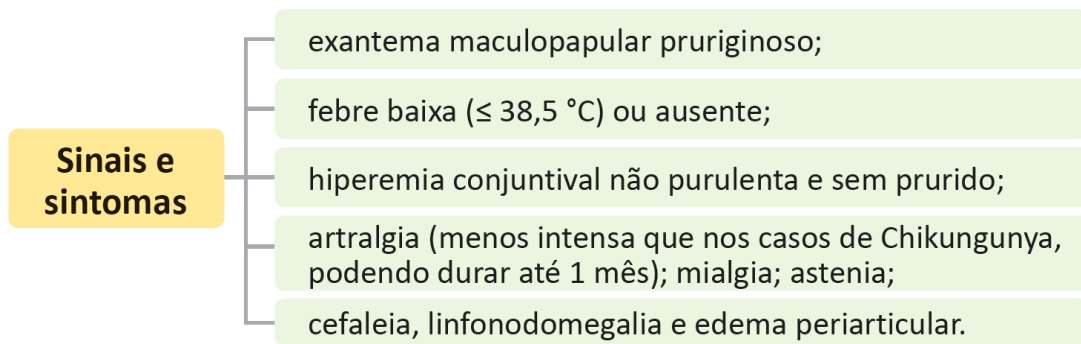 Sinais e
sintomas
exantema maculopapular pruriginoso;
febre baixa (≤ 38,5 °C) ou ausente;
hiperemia conjuntival não purulenta e sem prurido;
artralgia (menos intensa que nos casos de Chikungunya,
podendo durar até 1 mês); mialgia; astenia;
cefaleia, linfonodomegalia e edema periarticular.